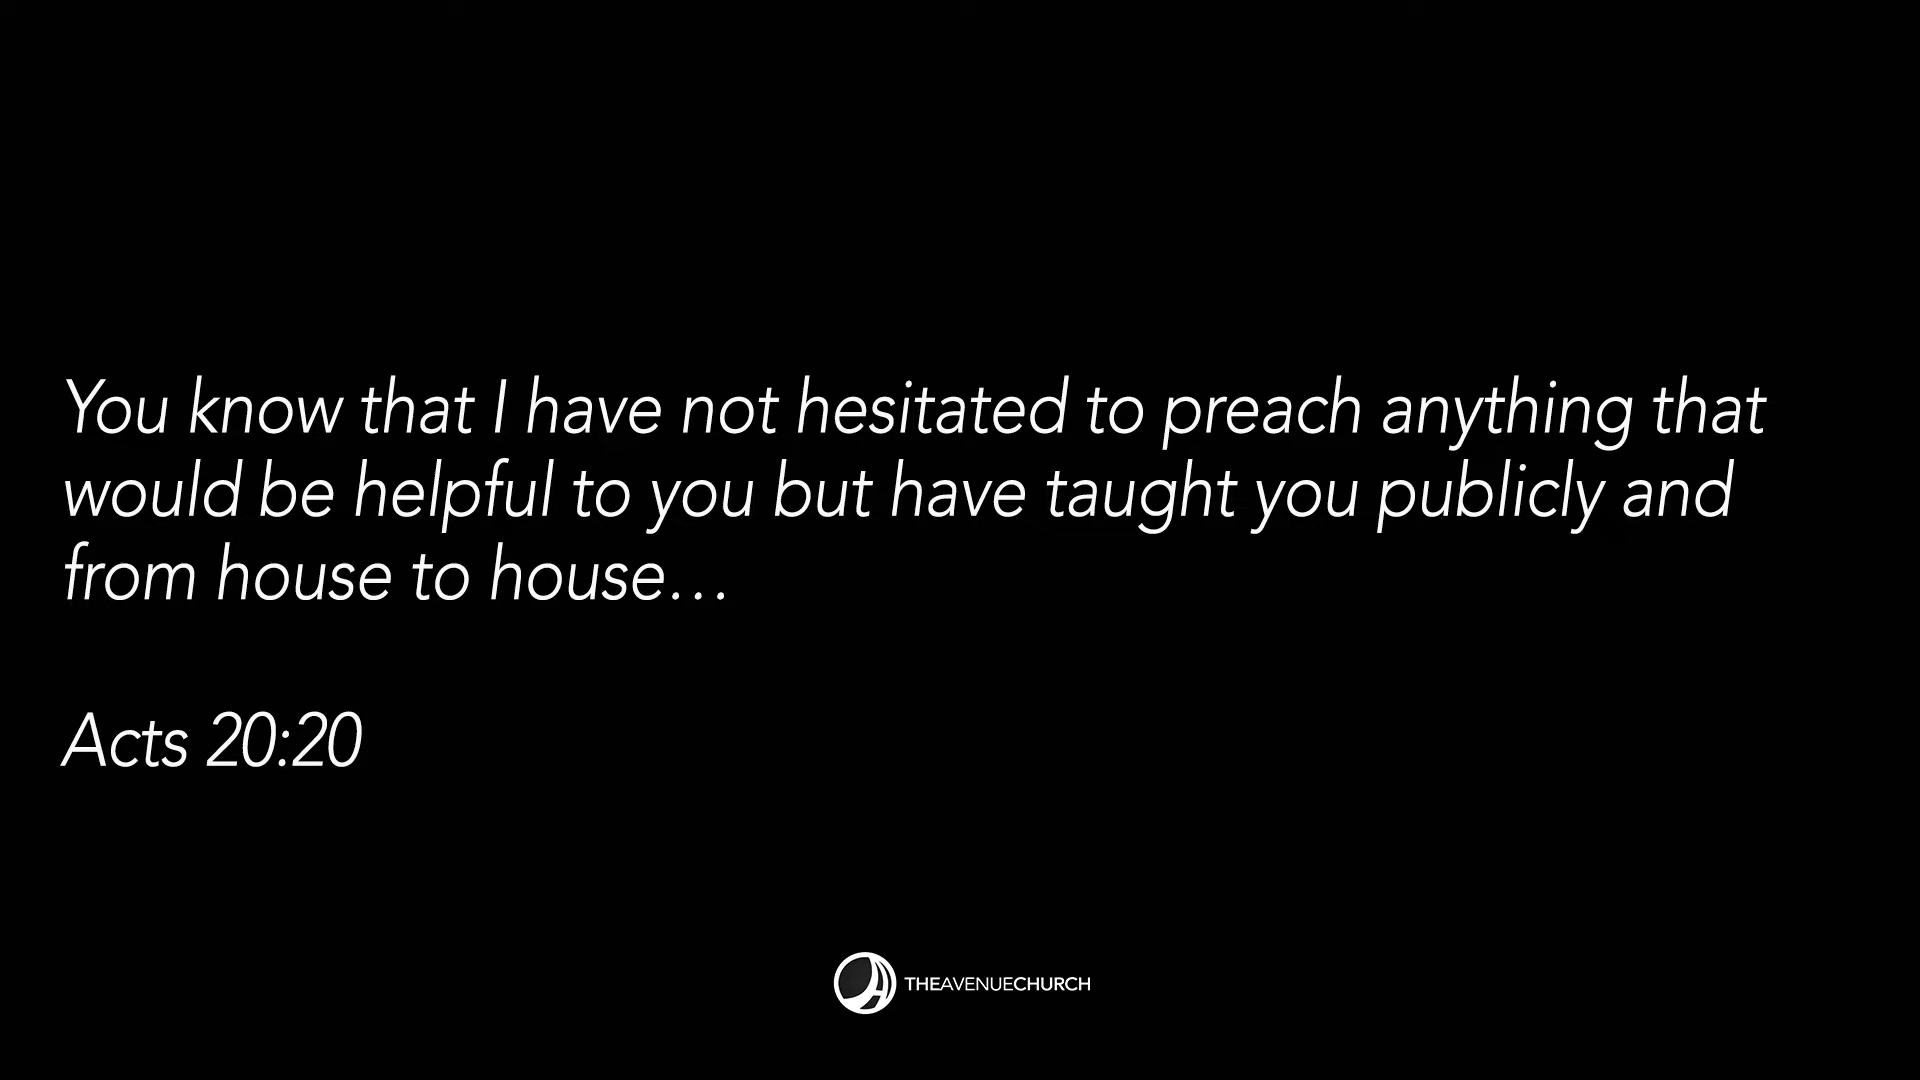 You know that I have not hesitated to preach anything that
would be helpful to you but have taught you publicly and
from house to house…
Acts 20:20
THEAVENUECHURCH